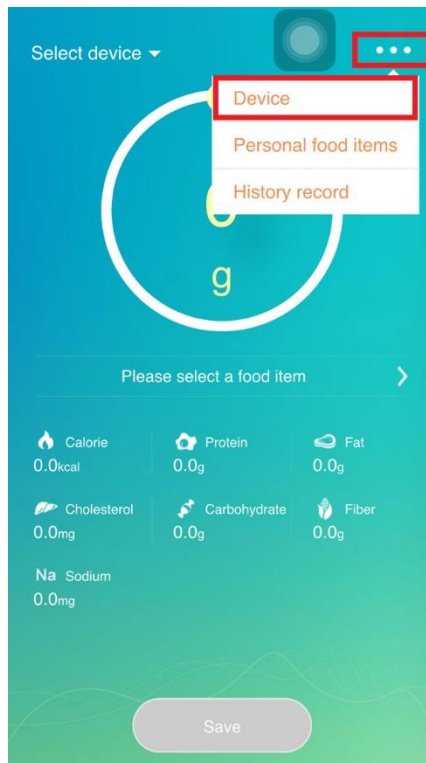 Select device
Device
Personal food items
History record
g
Please select a food item
Calorie
0.0kcal
Protein
0.0g
Fat
0.0g
Cholesterol
0.0mg
Carbohydrate
0.0g
Fiber
0.0g
Na Sodium
0.0mg
Save